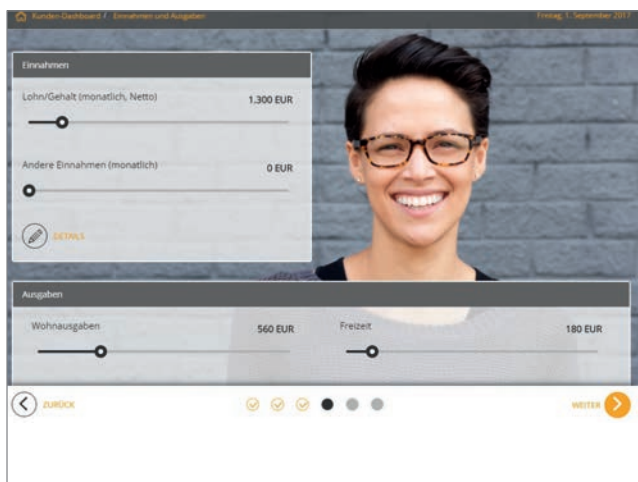 Kunden-Dashboard / Einnahmen und Ausgaben
Freitag, 1. September 2017
Einnahmen
Lohn/Gehalt (monatlich, Netto) 1.300 EUR
Andere Einnahmen (monatlich) 0 EUR
DETAILS
Ausgaben
Wohnausgaben 560 EUR Freizeit 180 EUR
ZURÜCK WEITER